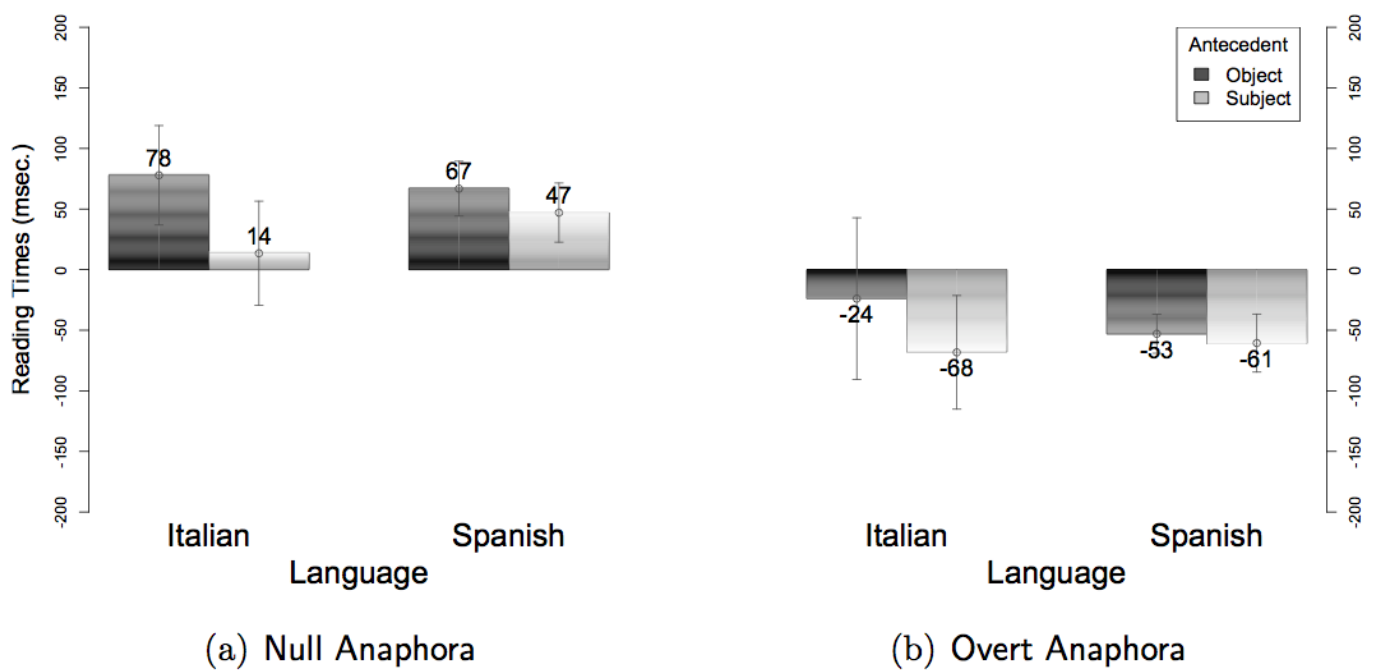 200
150
100
50
0
-50
-100
-150
-200
Reading Times (msec.)
78
14
67
47
Italian
Spanish
Language
(a) Null Anaphora
Antecedent
Object
Subject
-24
-68
-53
-61
200
150
100
50
0
-50
-100
-150
-200
Italian
Spanish
Language
(b) Overt Anaphora